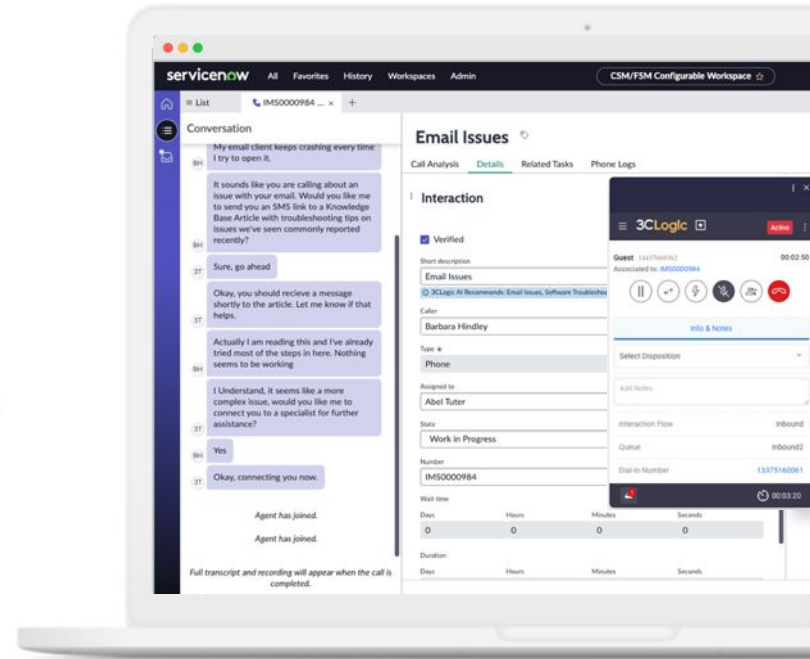 servicenow All Favorites History Workspaces Admin CSM/FSM Configurable Workspace
List IMS0000984 ... × +
Conversation
My email client keeps crashing every time
I try to open it.
BH
It sounds like you are calling about an
issue with your email. Would you like me
to send you an SMS link to a Knowledge
Base Article with troubleshooting tips on
issues we've seen commonly reported
recently?
BH
Sure, go ahead
3T
Okay, you should recieve a message
shortly to the article. Let me know if that
helps.
3T
Actually I am reading this and I've already
tried most of the steps in here. Nothing
seems to be working
BH
I Understand, it seems like a more
complex issue, would you like me to
connect you to a specialist for further
assistance?
3T
Yes
BH
Okay, connecting you now.
3T
Agent has joined.
Agent has joined.
Full transcript and recording will appear when the call is
completed.
Email Issues
Call Analysis Details Related Tasks Phone Logs
Interaction
Verified
Short description
Email Issues
3CLogic AI Recommends: Email Issues, Software
Caller
Barbara Hindley
Type
Phone
Assigned to
Abel Tuter
State
Work in Progress
Number
IMS0000984
Wait time
Days Hours Minutes Seconds
0 0 0 0
Duration
Days Hours Minutes Seconds
3CLogic Active
Guest 00:02:50
Associated to: IMS0000984
Info & Notes
Select Disposition
Add Notes
Interaction Flow Inbound
Queue inbound2
Dial-in Number 13375160061
00:03:20